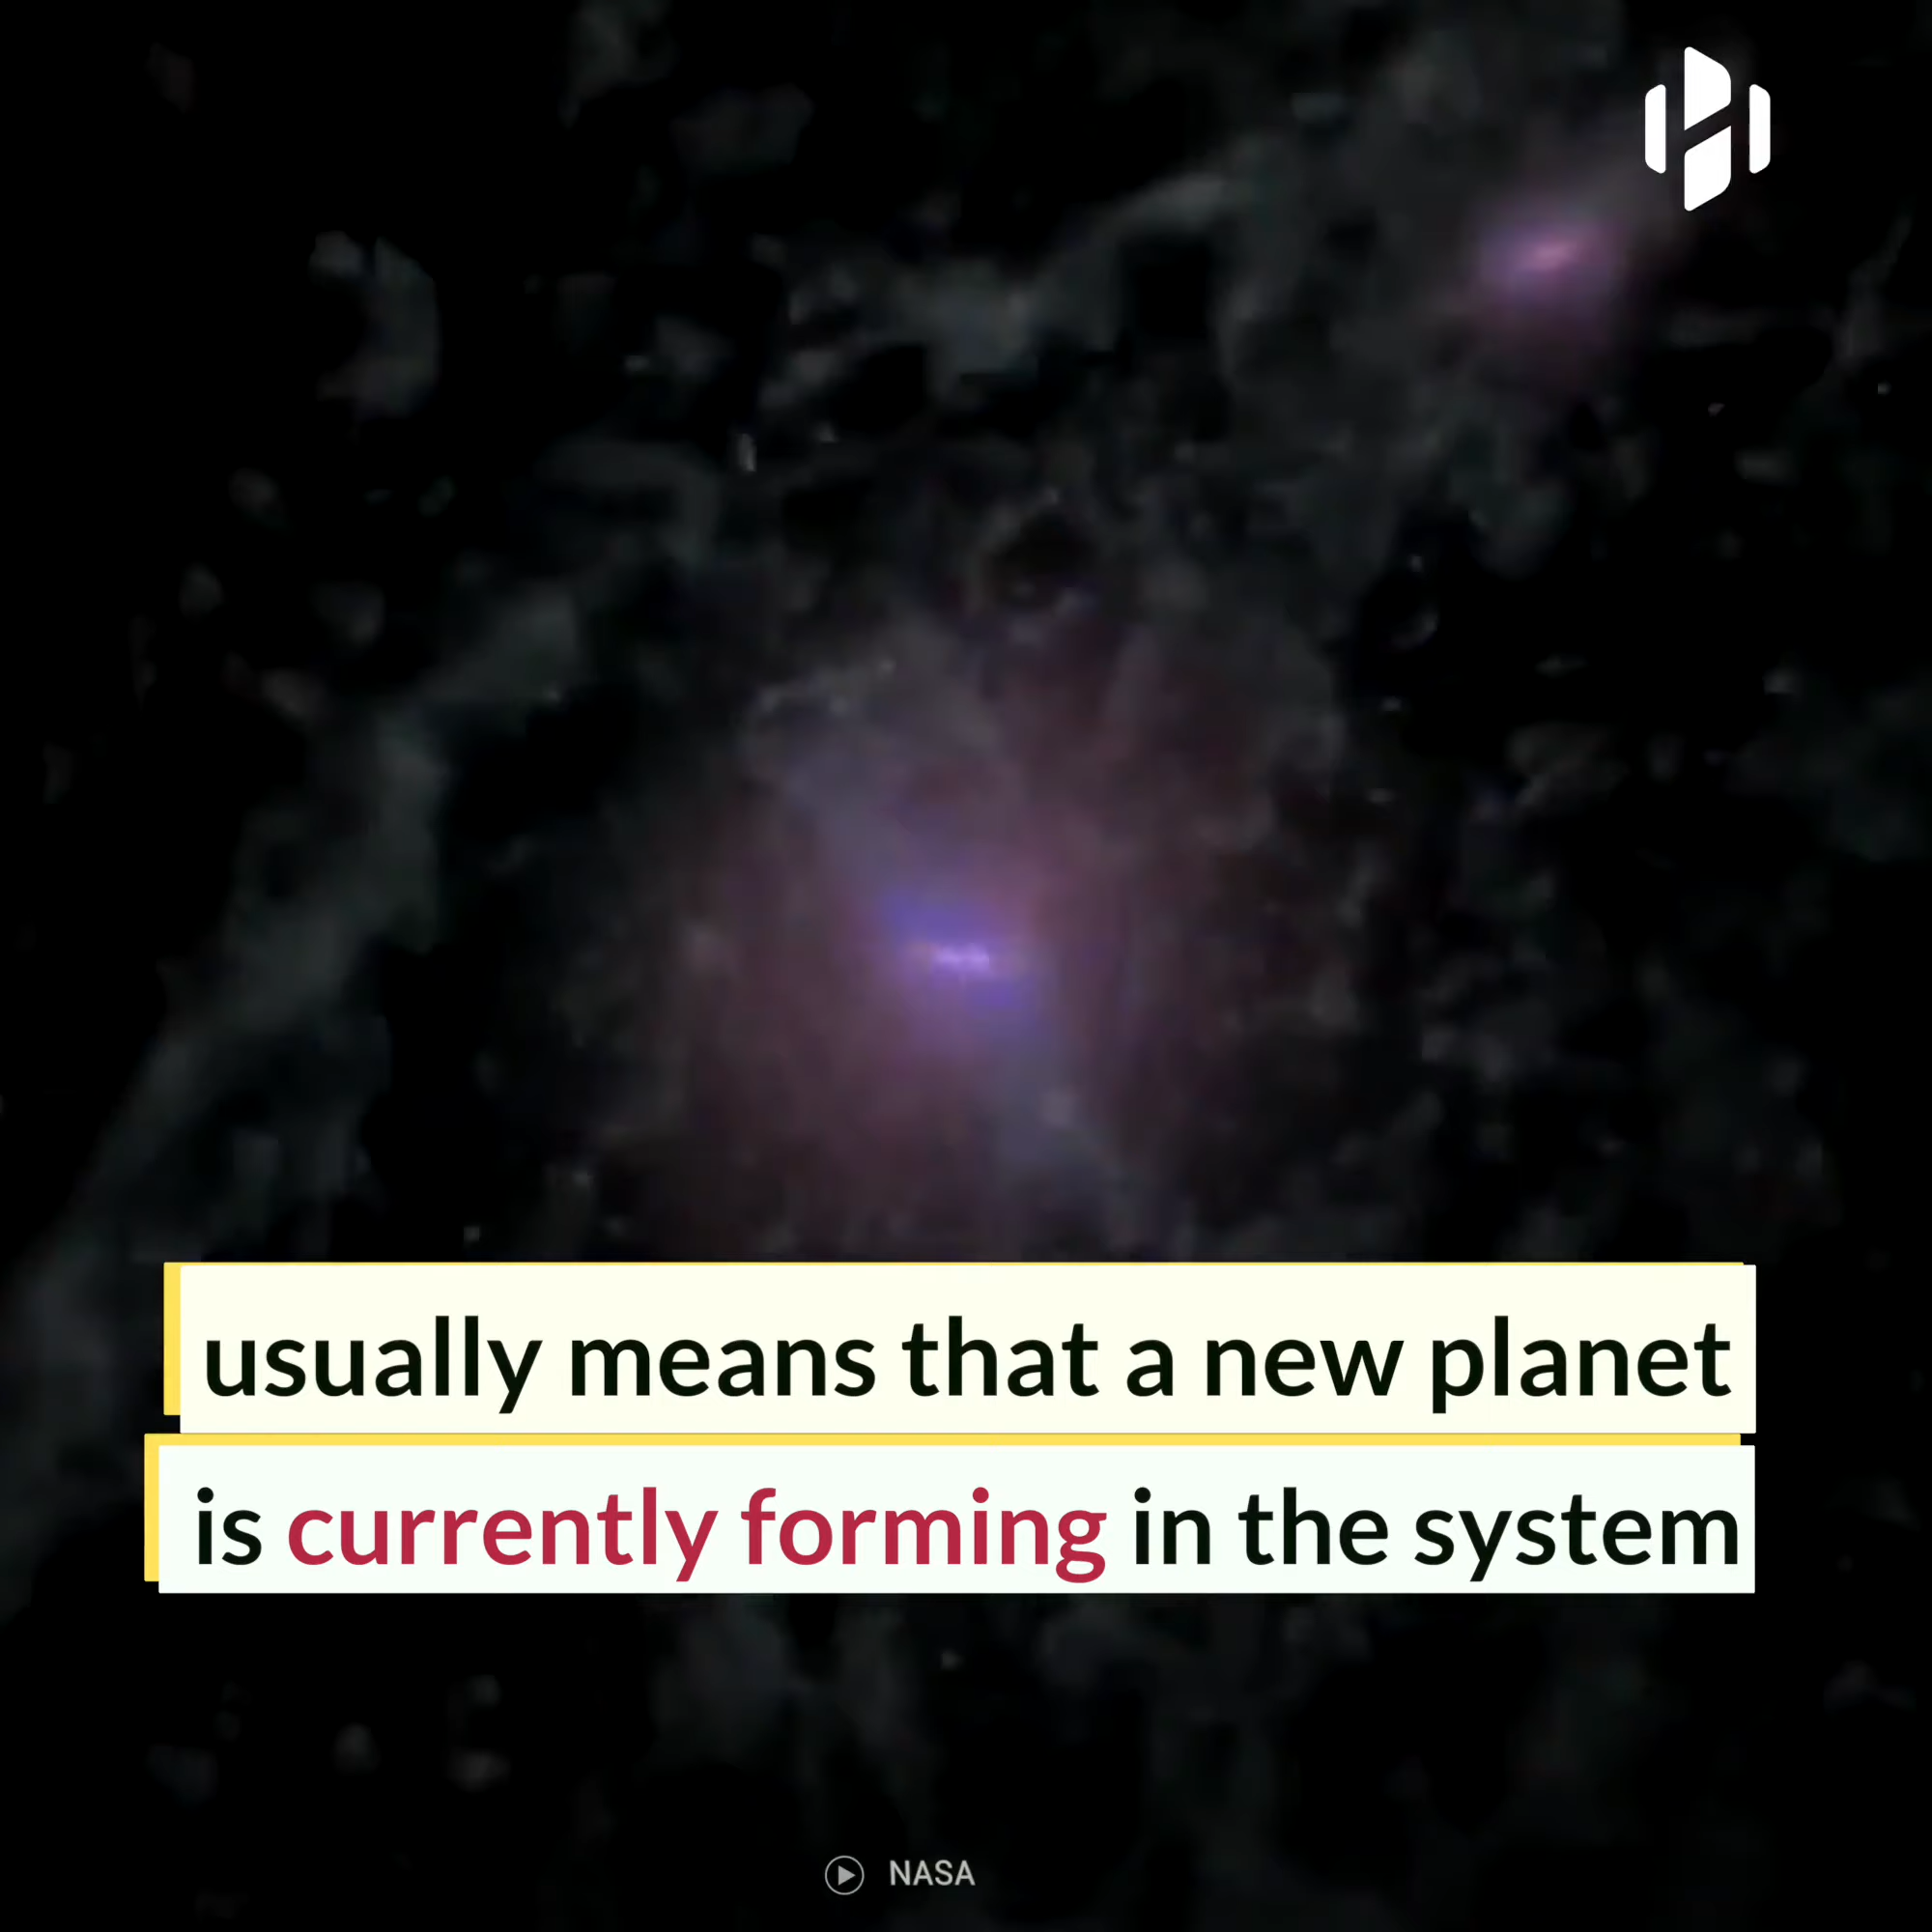 usually means that a new planet
is currently forming in the system
NASA